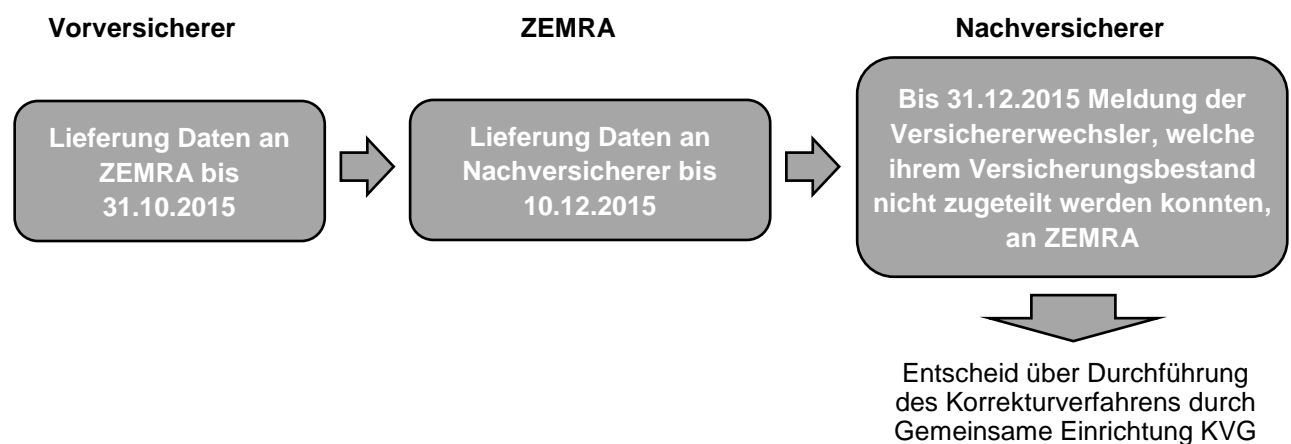 Vorversicherer
ZEMRA
Nachversicherer
Lieferung Daten an
ZEMRA bis
31.10.2015
Lieferung Daten an
Nachversicherer bis
10.12.2015
Bis 31.12.2015 Meldung der
Versichererwechsler, welche
ihrem Versicherungsbestand
nicht zugeteilt werden konnten,
an ZEMRA
Entscheid über Durchführung
des Korrekturverfahrens durch
Gemeinsame Einrichtung KVG